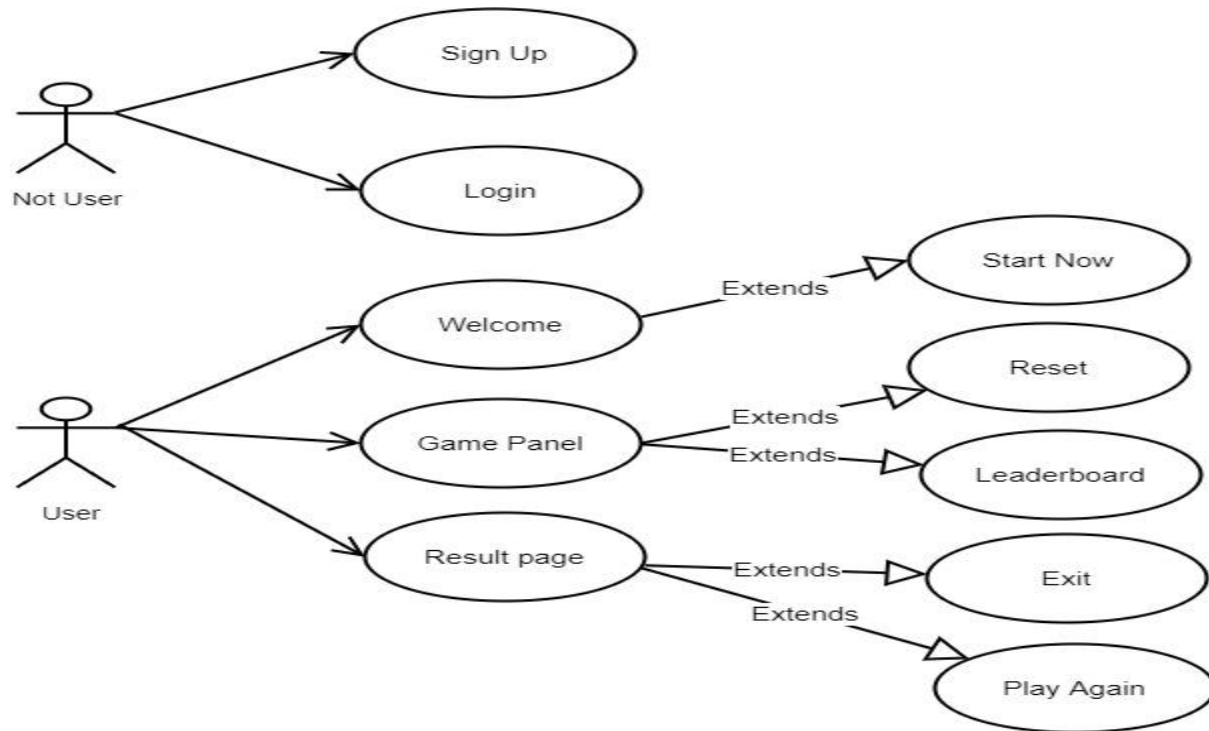 Sign Up
Not User
Login
Start Now
Extends
Welcome
Reset
Extends
Game Panel
Extends
Leaderboard
User
Result page
Extends
Exit
Extends
Play Again